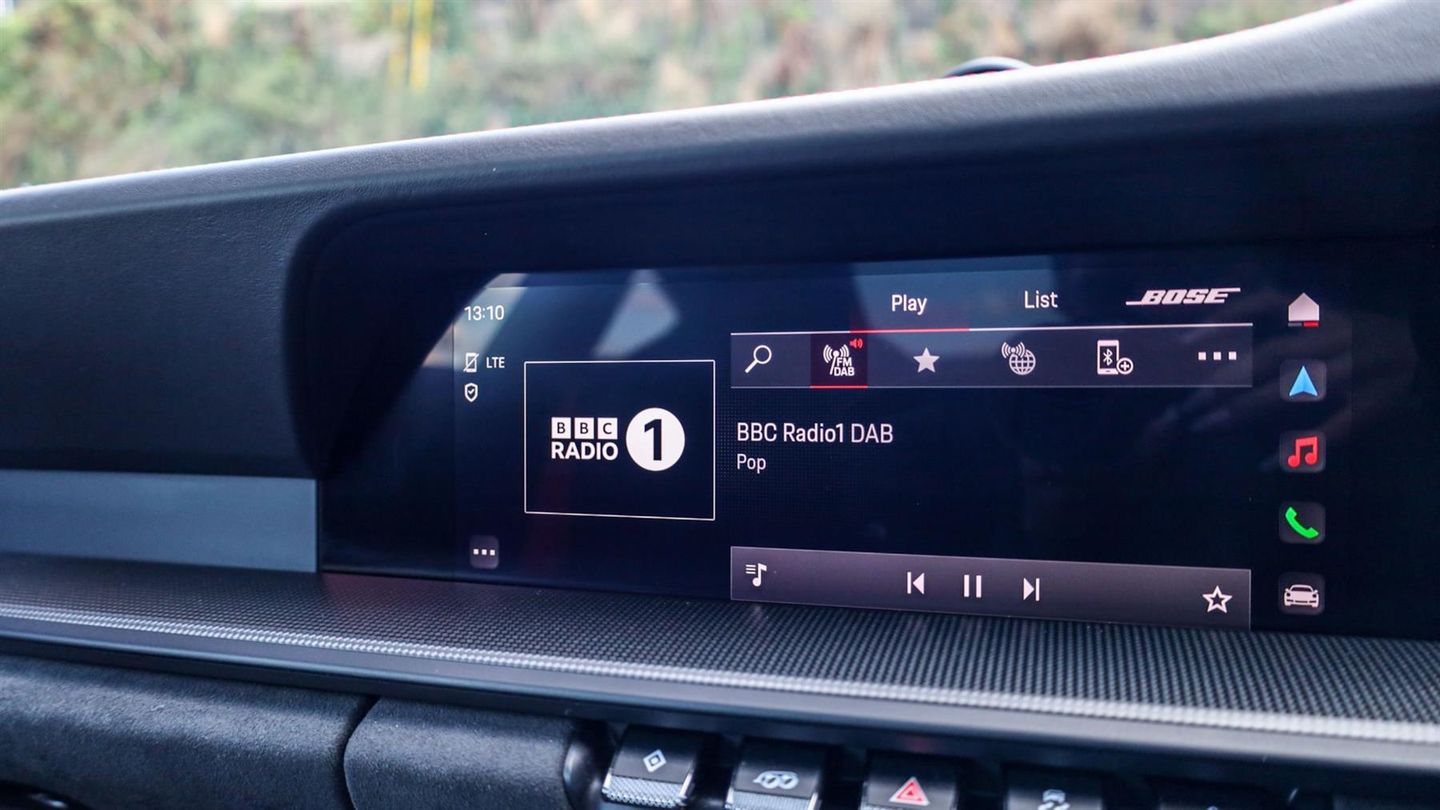 13:10
LTE
Play
List
BOSE
FM
DAB
BBC
RADIO
1
BBC Radio1 DAB
Pop